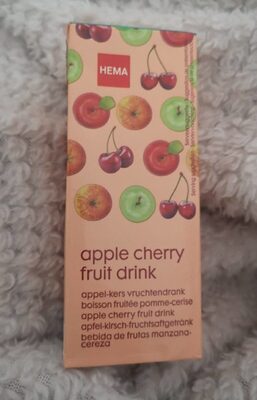 HEMA
apple cherry
fruit drink
appel-kers vruchtendrank
boisson fruitée pomme-cerise
apple cherry fruit drink
apfel-kirsch-fruchtsaftgetränk
bebida de frutas manzana-
cereza